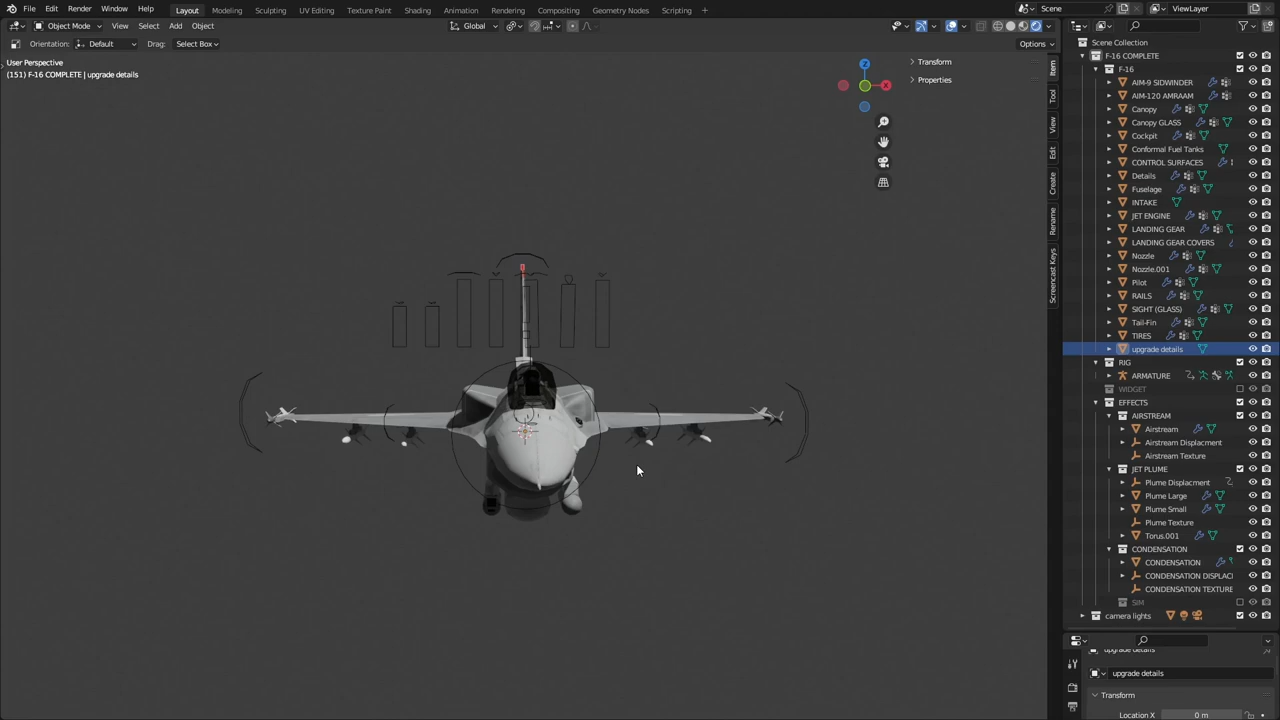 File Edit Render Window Help Layout Modeling Sculpting UV Editing Texture Paint Shading Animation Rendering Compositing Geometry Nodes Scripting + Scene ViewLayer
Object Mode View Select Add Object Global
Orientation: Default Drag: Select Box Options
User Perspective
(151) F-16 COMPLETE | upgrade details
Z
X
Transform
Properties
Item
Tool
View
Edit
Create
Rename
Screencast Keys
Scene Collection
F-16 COMPLETE
F-16
AIM-9 SIDWINDER
AIM-120 AMRAAM
Canopy
Canopy GLASS
Cockpit
Conformal Fuel Tanks
CONTROL SURFACES
Details
Fuselage
INTAKE
JET ENGINE
LANDING GEAR
LANDING GEAR COVERS
Nozzle
Nozzle.001
Pilot
RAILS
SIGHT (GLASS)
Tail-Fin
TIRES
upgrade details
RIG
ARMATURE
WIDGET
EFFECTS
AIRSTREAM
Airstream
Airstream Displacment
Airstream Texture
JET PLUME
Plume Displacment
Plume Large
Plume Small
Plume Texture
Torus.001
CONDENSATION
CONDENSATION
CONDENSATION DISPLAC
CONDENSATION TEXTURE
SIM
camera lights
upgrade details
upgrade details
Transform
Location X 0 m